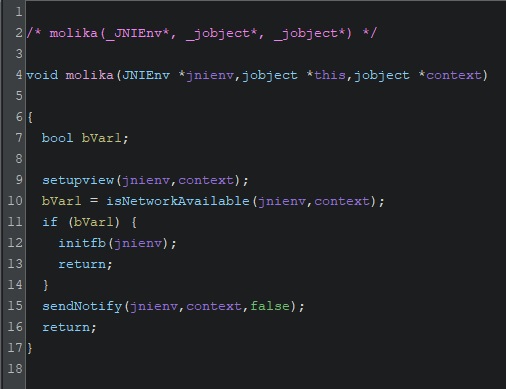 1
2 /* molika(_JNIEnv*, _jobject*, _jobject*) */
3
4 void molika(JNIEnv *jnienv,jobject *this,jobject *context)
5
6 {
7   bool bVar1;
8
9   setupview(jnienv,context);
10   bVar1 = isNetworkAvailable(jnienv,context);
11   if (bVar1) {
12     initfb(jnienv);
13     return;
14   }
15   sendNotify(jnienv,context,false);
16   return;
17 }
18